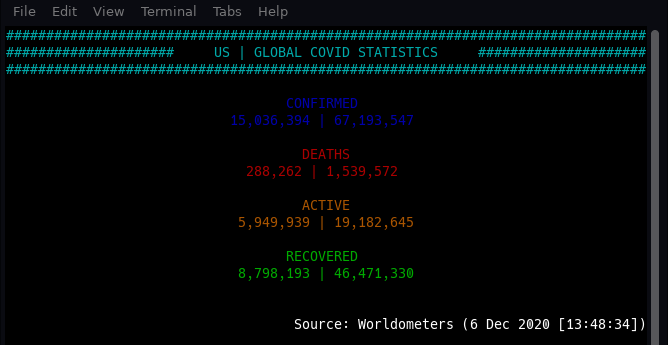 File Edit View Terminal Tabs Help
################################################################################
##################### US | GLOBAL COVID STATISTICS #####################
################################################################################
CONFIRMED
15,036,394 | 67,193,547
DEATHS
288,262 | 1,539,572
ACTIVE
5,949,939 | 19,182,645
RECOVERED
8,798,193 | 46,471,330
Source: Worldometers (6 Dec 2020 [13:48:34])